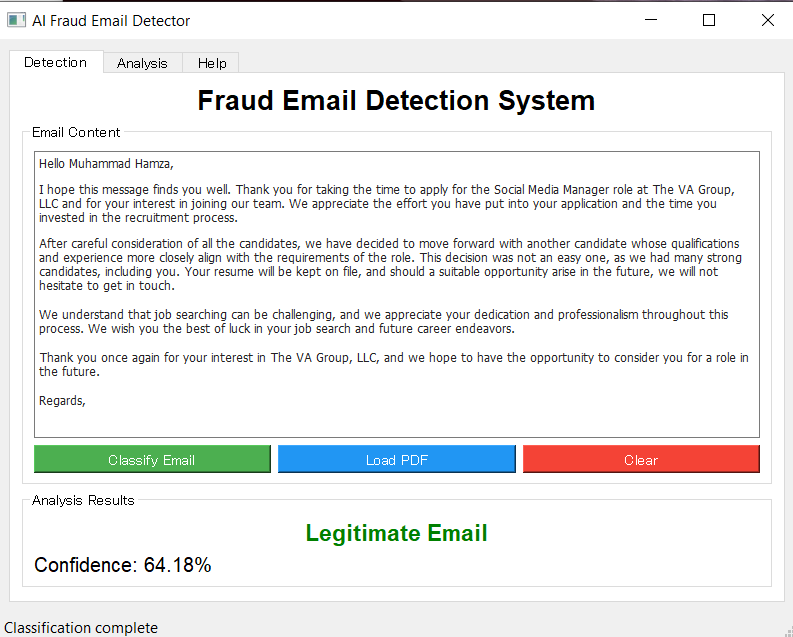 AI Fraud Email Detector
Detection
Analysis
Help
Fraud Email Detection System
Email Content
Hello Muhammad Hamza,
I hope this message finds you well. Thank you for taking the time to apply for the Social Media Manager role at The VA Group,
LLC and for your interest in joining our team. We appreciate the effort you have put into your application and the time you
invested in the recruitment process.
After careful consideration of all the candidates, we have decided to move forward with another candidate whose qualifications
and experience more closely align with the requirements of the role. This decision was not an easy one, as we had many strong
candidates, including you. Your resume will be kept on file, and should a suitable opportunity arise in the future, we will not
hesitate to get in touch.
We understand that job searching can be challenging, and we appreciate your dedication and professionalism throughout this
process. We wish you the best of luck in your job search and future career endeavors.
Thank you once again for your interest in The VA Group, LLC, and we hope to have the opportunity to consider you for a role in
the future.
Regards,
Classify Email
Load PDF
Clear
Analysis Results
Legitimate Email
Confidence: 64.18%
Classification complete